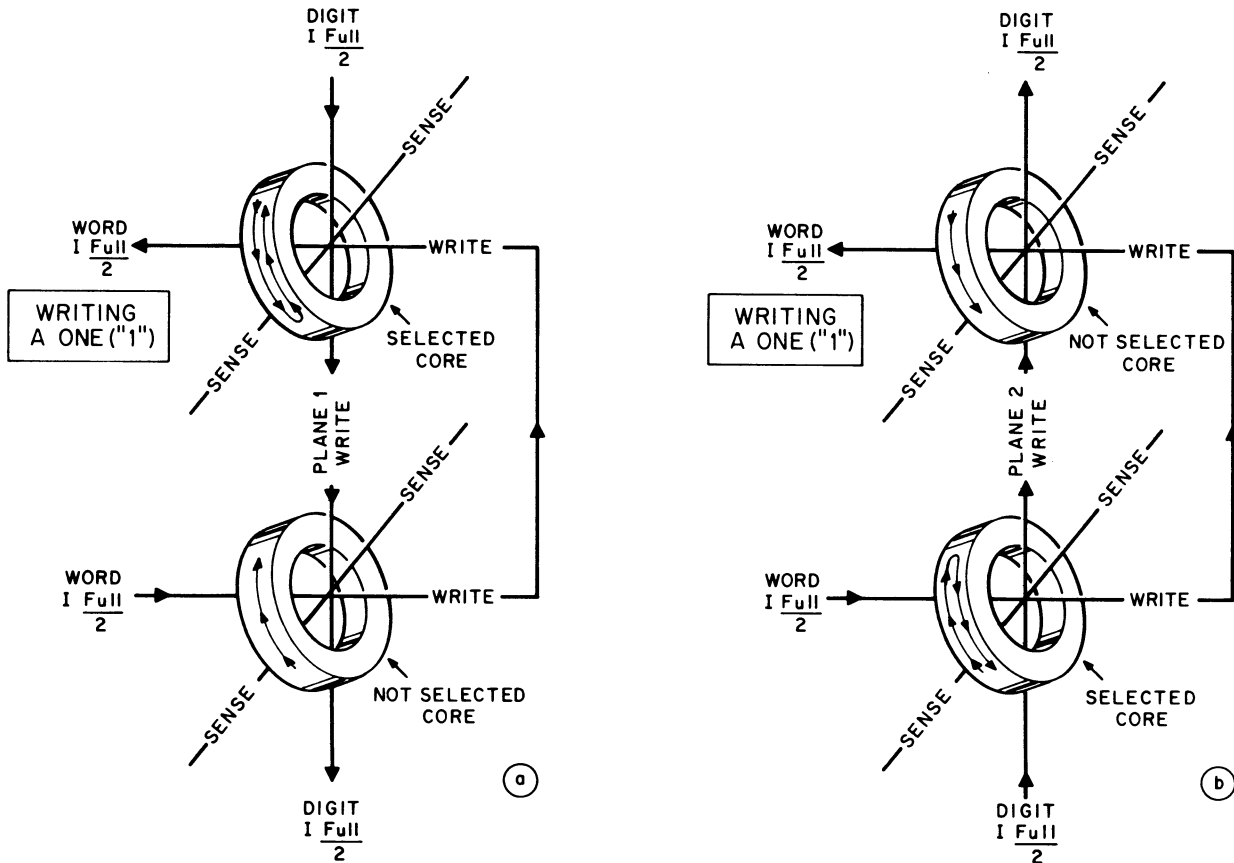 DIGIT
I Full
2
SENSE
WORD
I Full
2
WRITE
WRITING
A ONE ("1")
SELECTED
CORE
SENSE
PLANE 1
WRITE
SENSE
WORD
I Full
2
WRITE
NOT SELECTED
CORE
SENSE
a
DIGIT
I Full
2
DIGIT
I Full
2
SENSE
WORD
I Full
2
WRITE
WRITING
A ONE ("1")
NOT SELECTED
CORE
SENSE
PLANE 2
WRITE
SENSE
WORD
I Full
2
WRITE
SELECTED
CORE
SENSE
b
DIGIT
I Full
2